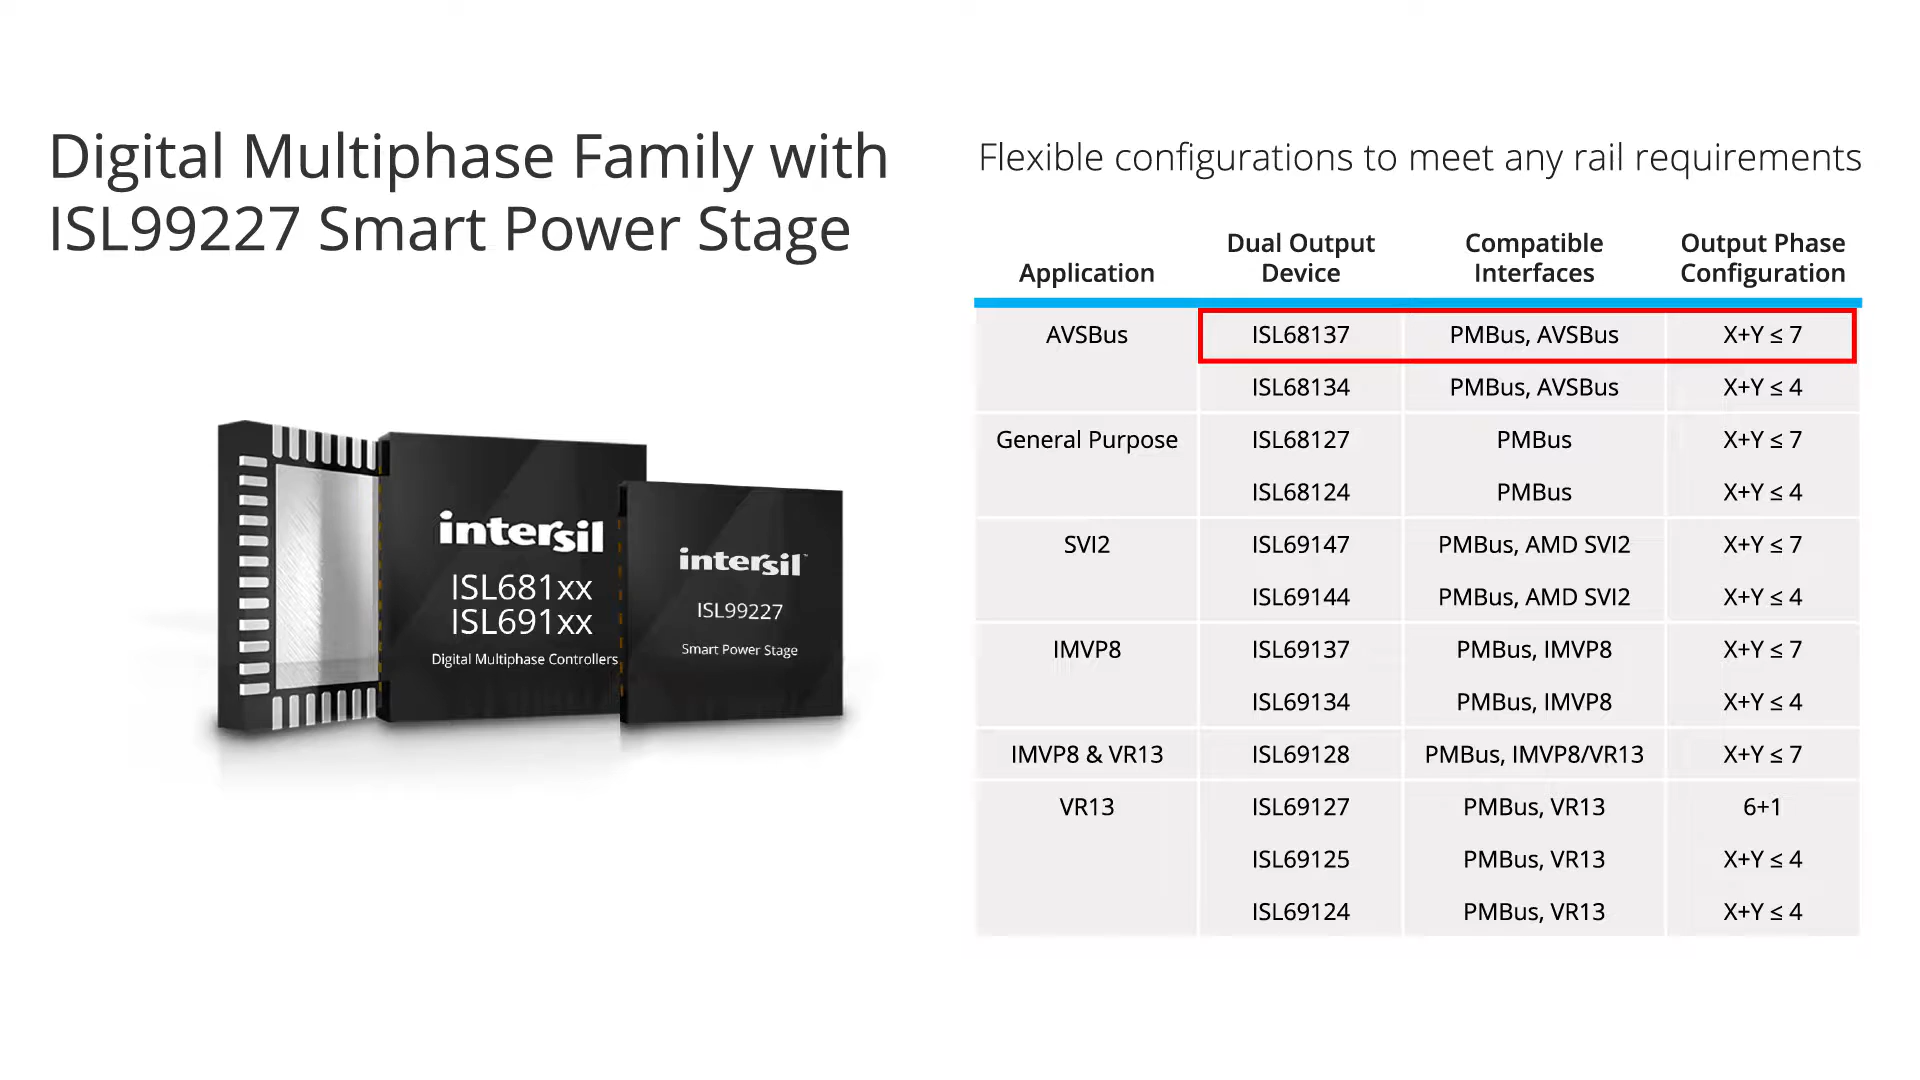 Digital Multiphase Family with
ISL99227 Smart Power Stage
intersil
ISL681xx
ISL691xx
Digital Multiphase Controllers
intersil™
ISL99227
Smart Power Stage
Flexible configurations to meet any rail requirements
Application Dual Output Device Compatible Interfaces Output Phase Configuration
AVSBus ISL68137 PMBus, AVSBus X+Y ≤ 7
ISL68134 PMBus, AVSBus X+Y ≤ 4
General Purpose ISL68127 PMBus X+Y ≤ 7
ISL68124 PMBus X+Y ≤ 4
SVI2 ISL69147 PMBus, AMD SVI2 X+Y ≤ 7
ISL69144 PMBus, AMD SVI2 X+Y ≤ 4
IMVP8 ISL69137 PMBus, IMVP8 X+Y ≤ 7
ISL69134 PMBus, IMVP8 X+Y ≤ 4
IMVP8 & VR13 ISL69128 PMBus, IMVP8/VR13 X+Y ≤ 7
VR13 ISL69127 PMBus, VR13 6+1
ISL69125 PMBus, VR13 X+Y ≤ 4
ISL69124 PMBus, VR13 X+Y ≤ 4